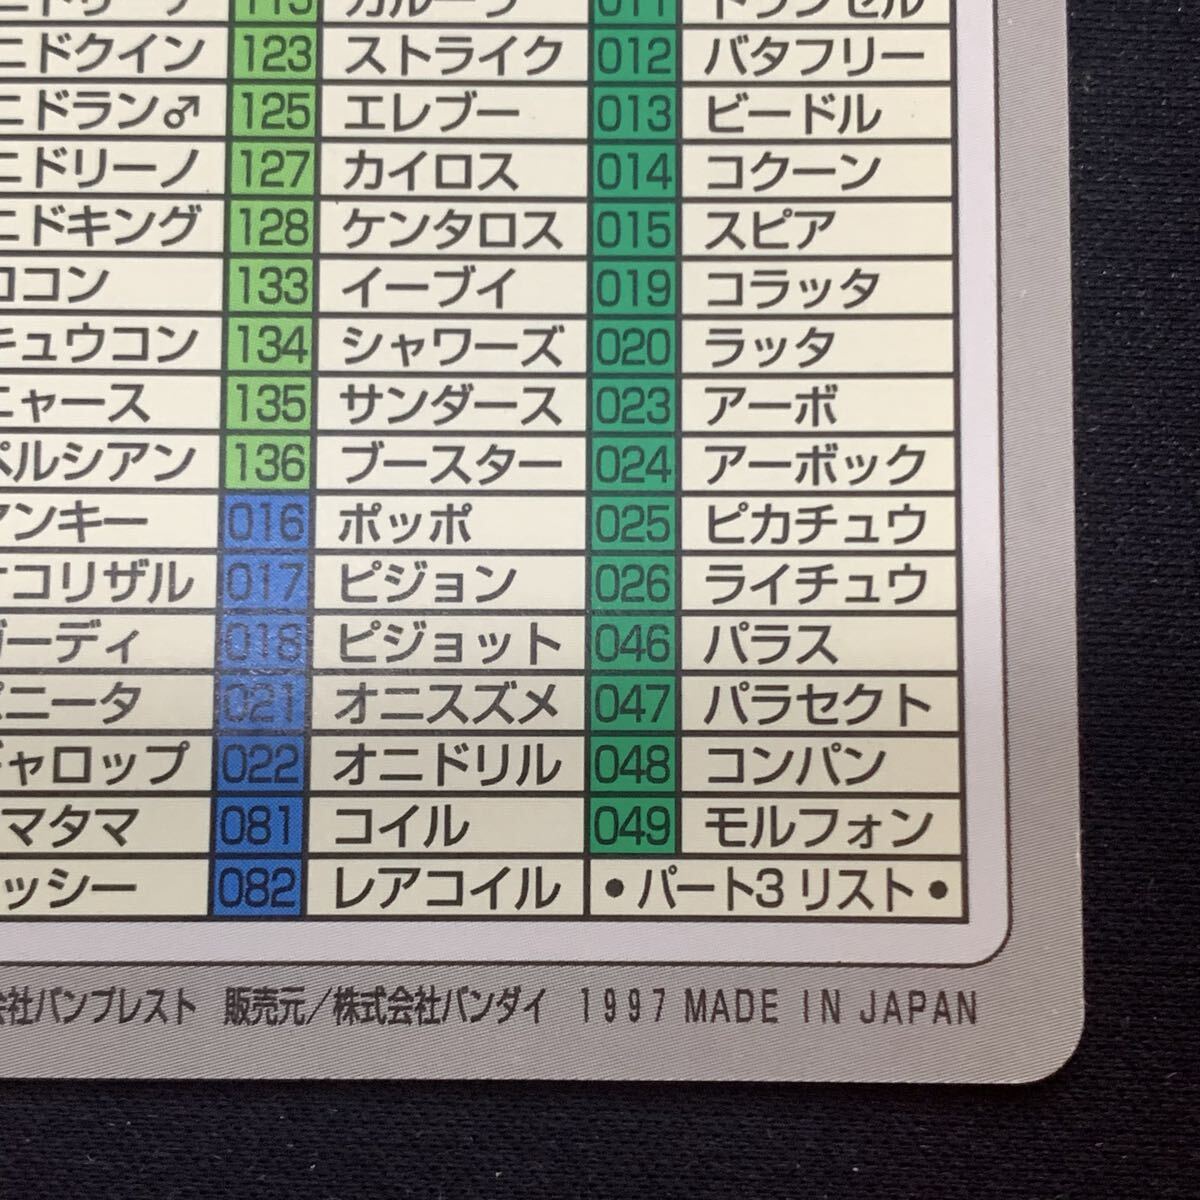 ニドクイン 123 ストライク 012 バタフリー
ニドラン♂ 125 エレブー 013 ビードル
ニドリーノ 127 カイロス 014 コクーン
ニドキング 128 ケンタロス 015 スピア
コン 133 イーブイ 019 コラッタ
キュウコン 134 シャワーズ 020 ラッタ
ニャース 135 サンダース 023 アーボ
ペルシアン 136 ブースター 024 アーボック
ンキー 016 ポッポ 025 ピカチュウ
コリザル 017 ピジョン 026 ライチュウ
ーディ 018 ピジョット 046 パラス
ニータ 021 オニスズメ 047 パラセクト
ャロップ 022 オニドリル 048 コンパン
マタマ 081 コイル 049 モルフォン
ッシー 082 レアコイル •パート3リスト•
会社バンプレスト 販売元/株式会社バンダイ 1997 MADE IN JAPAN